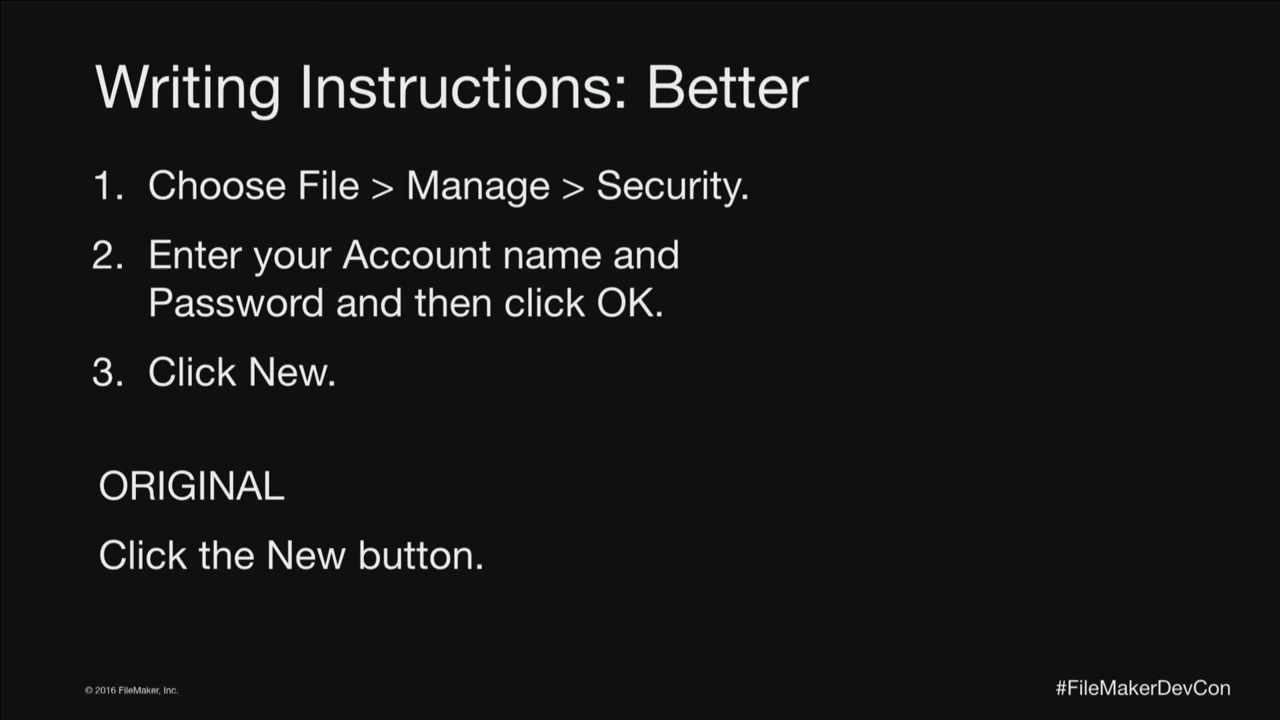 Writing Instructions: Better
1. Choose File > Manage > Security.
2. Enter your Account name and
Password and then click OK.
3. Click New.
ORIGINAL
Click the New button.
© 2016 FileMaker, Inc.
#FileMakerDevCon